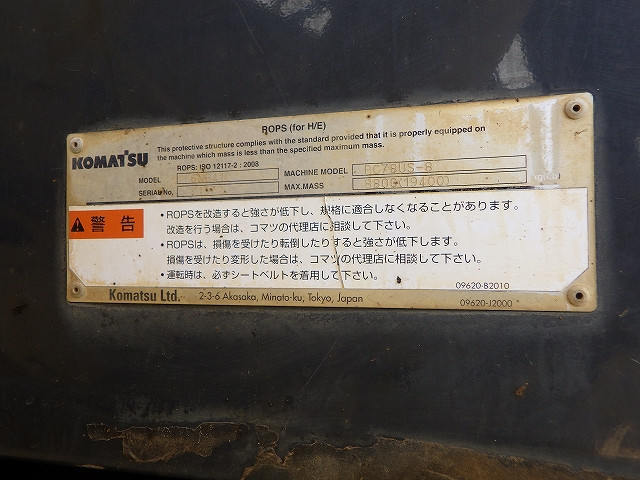 ROPS (for H/E)
KOMATSU
This protective structure complies with the standard provided that it is properly equipped on
the machine which mass is less than the specified maximum mass.
ROPS: ISO 12117-2 : 2008
MODEL
MACHINE MODEL PC78US-8
SERIAL No.
MAX.MASS 8800(19400)
警告
• ROPSを改造すると強さが低下し、規格に適合しなくなることがあります。
改造を行う場合は、コマツの代理店に相談して下さい。
• ROPSは、損傷を受けたり転倒したりすると強さが低下します。
損傷を受けたり変形した場合は、コマツの代理店に相談して下さい。
• 運転時は、必ずシートベルトを着用して下さい。
09620-B2010
Komatsu Ltd. 2-3-6 Akasaka, Minato-ku, Tokyo, Japan
09620-J2000